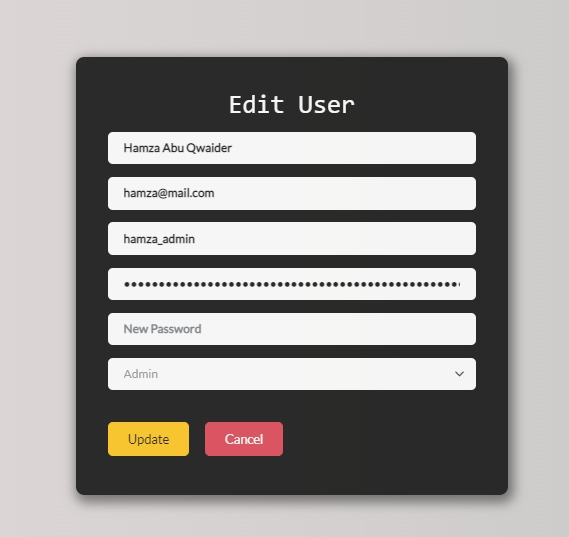 Edit User
Hamza Abu Qwaider
hamza@mail.com
hamza_admin
New Password
Admin
Update
Cancel